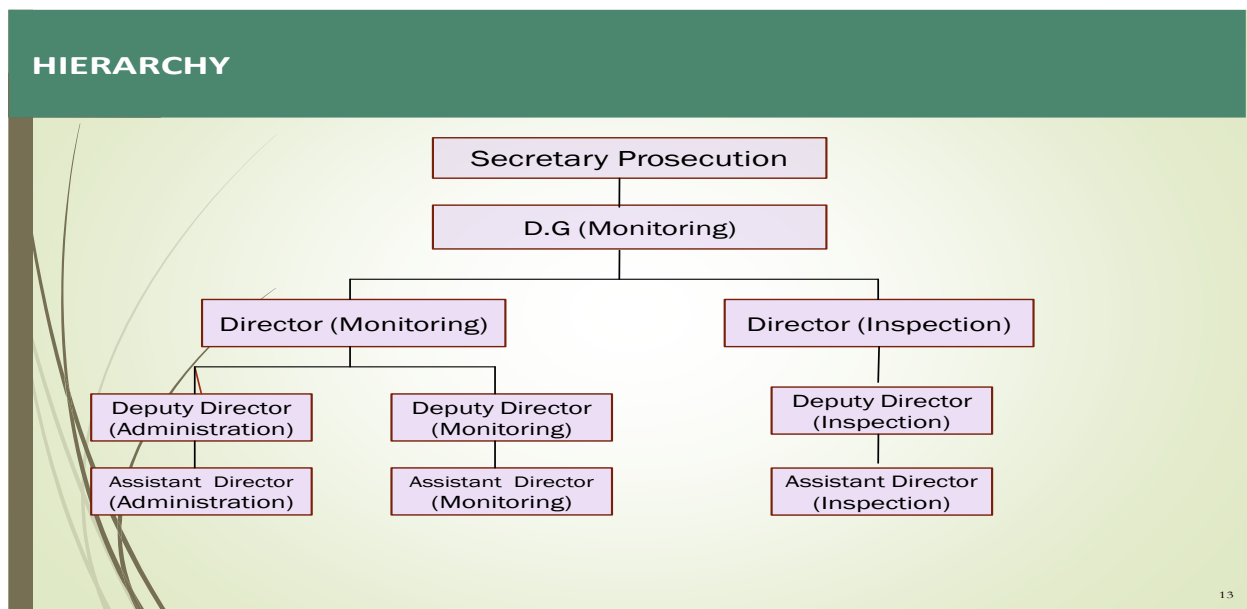 HIERARCHY
Secretary Prosecution
D.G (Monitoring)
Director (Monitoring)
Director (Inspection)
Deputy Director
(Administration)
Deputy Director
(Monitoring)
Deputy Director
(Inspection)
Assistant Director
(Administration)
Assistant Director
(Monitoring)
Assistant Director
(Inspection)
13